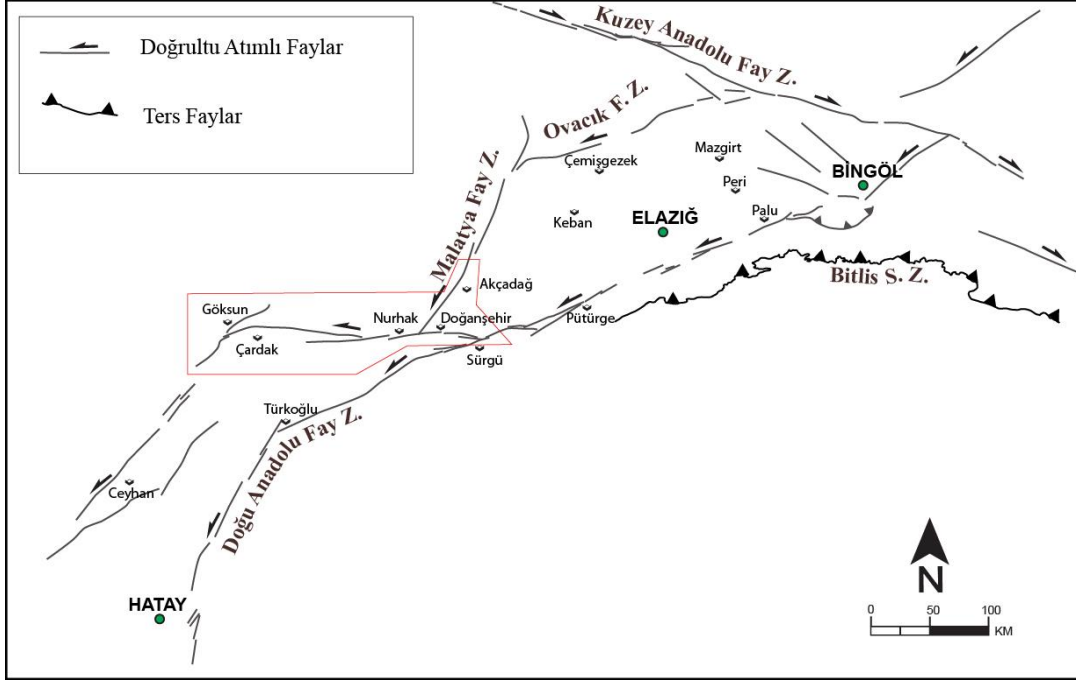 Doğrultu Atımlı Faylar
Ters Faylar
Kuzey Anadolu Fay Z.
Ovacık F. Z.
Malatya Fay Z.
Çemişgezek
Mazgirt
Peri
BİNGÖL
Keban
ELAZIĞ
Palu
Bitlis S. Z.
Akçadağ
Göksun
Nurhak
Doğanşehir
Pütürge
Çardak
Sürgü
Türkoğlu
Doğu Anadolu Fay Z.
Ceyhan
HATAY
N
0 50 100
KM